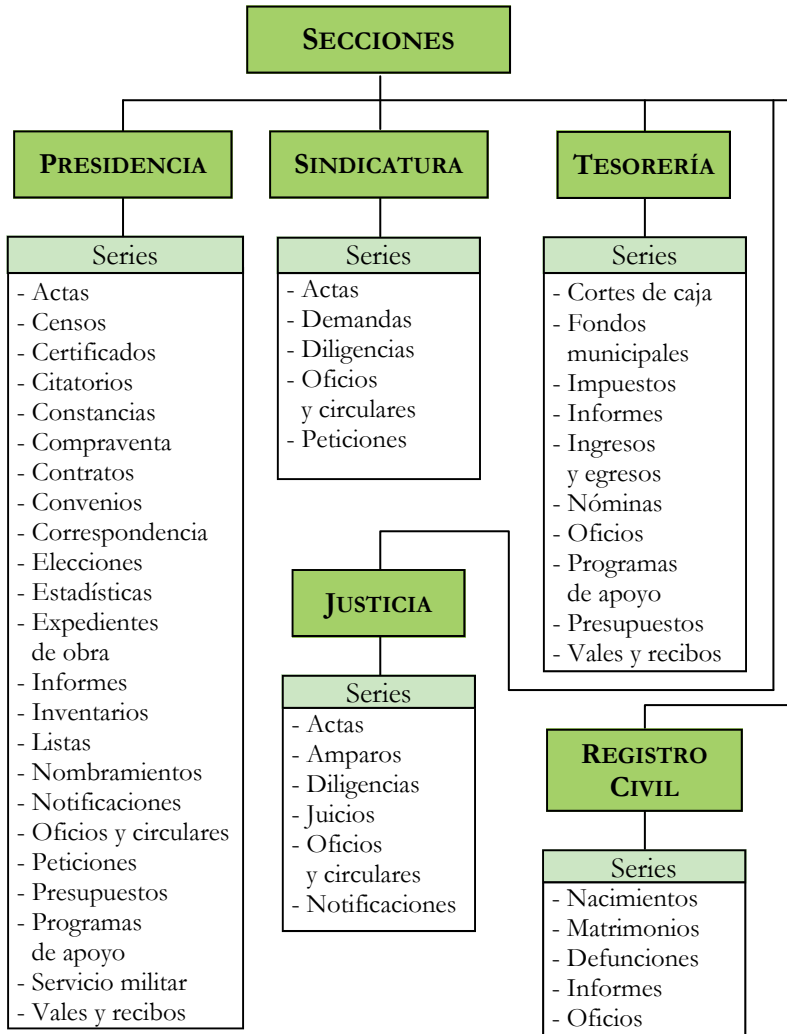 SECCIONES
PRESIDENCIA
Series
- Actas
- Censos
- Certificados
- Citatorios
- Constancias
- Compraventa
- Contratos
- Convenios
- Correspondencia
- Elecciones
- Estadísticas
- Expedientes
de obra
- Informes
- Inventarios
- Listas
- Nombramientos
- Notificaciones
- Oficios y circulares
- Peticiones
- Presupuestos
- Programas
de apoyo
- Servicio militar
- Vales y recibos
SINDICATURA
Series
- Actas
- Demandas
- Diligencias
- Oficios
y circulares
- Peticiones
TESORERÍA
Series
- Cortes de caja
- Fondos
municipales
- Impuestos
- Informes
- Ingresos
y egresos
- Nóminas
- Oficios
- Programas
de apoyo
- Presupuestos
- Vales y recibos
JUSTICIA
Series
- Actas
- Amparos
- Diligencias
- Juicios
- Oficios
y circulares
- Notificaciones
REGISTRO
CIVIL
Series
- Nacimientos
- Matrimonios
- Defunciones
- Informes
- Oficios